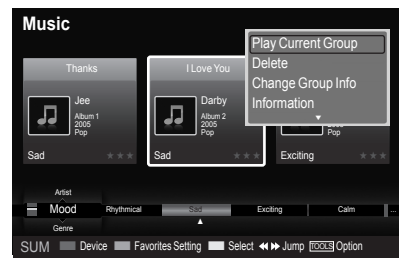 Music
Play Current Group
Delete
Change Group Info
Information
Thanks
I Love You
Jee
Album 1
2005
Pop
Sad
Darby
Album 2
2005
Pop
Sad
Pop
Exciting
Artist
Mood
Rhythmical
Sad
Exciting
Calm
...
Genre
SUM Device Favorites Setting Select Jump TOOLS Option